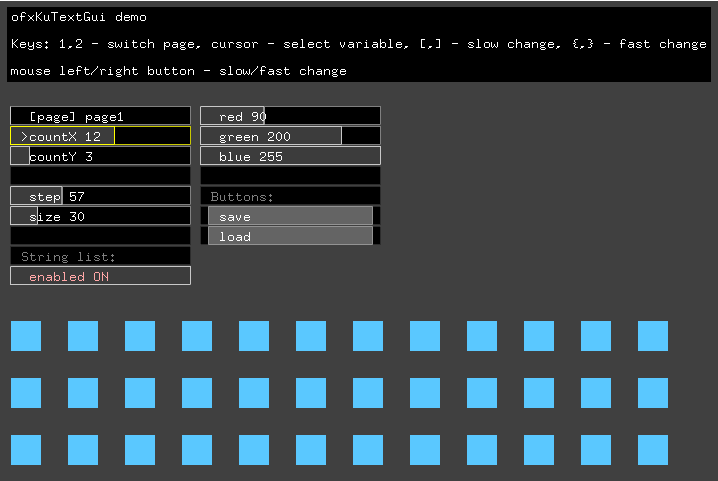 ofxKuTextGui demo
Keys: 1,2 - switch page, cursor - select variable, [,] - slow change, {,} - fast change
mouse left/right button - slow/fast change
[page] page1
>countX 12
countY 3
step 57
size 30
String list:
enabled ON
red 90
green 200
blue 255
Buttons:
save
load